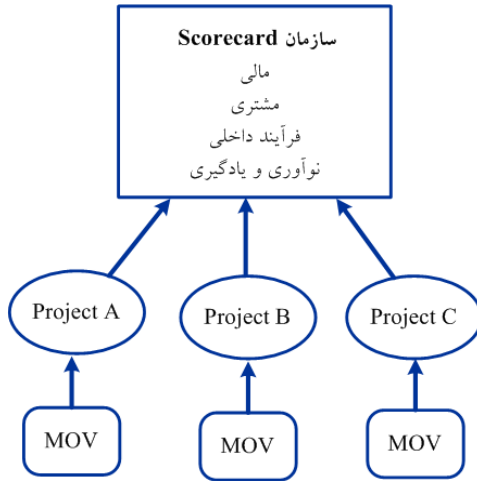 سازمان Scorecard
مالی
مشتری
فرآیند داخلی
نوآوری و یادگیری
Project A
Project B
Project C
MOV
MOV
MOV